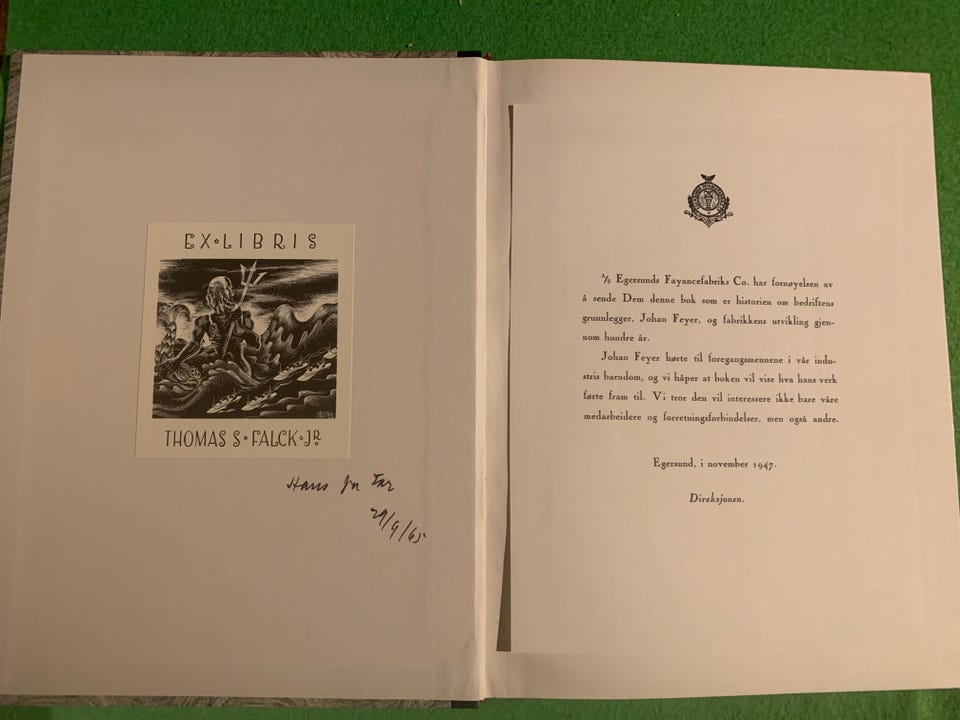 EX•LIBRIS
THOMAS S•FALCK•JR
Hans fra Far
29/9/65
A/S Egersunds Fayancefabriks Co. har fornøyelsen av
å sende Dem denne bok som er historien om bedriftens
grunnlegger, Johan Feyer, og fabrikkens utvikling gjen-
nom hundre år.
Johan Feyer hørte til foregangsmennene i vår indu-
stris barndom, og vi håper at boken vil vise hva hans verk
førte fram til. Vi tror den vil interessere ikke bare våre
medarbeidere og forretningsforbindelser, men også andre.
Egersund, i november 1947.
Direksjonen.